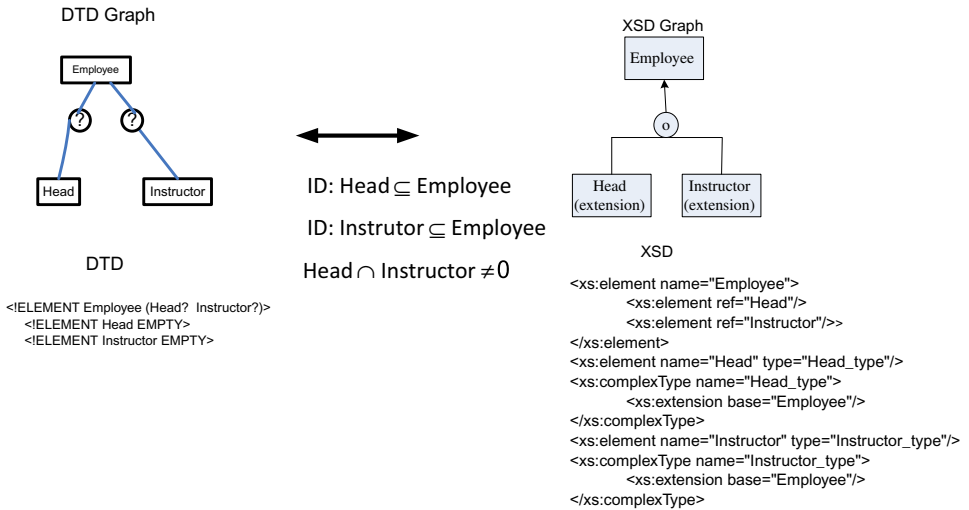 DTD Graph
Employee
?
?
Head
Instructor
DTD
<!ELEMENT Employee (Head? Instructor?)>
<!ELEMENT Head EMPTY>
<!ELEMENT Instructor EMPTY>
ID: Head ⊆ Employee
ID: Instrutor ⊆ Employee
Head ∩ Instructor ≠0
XSD Graph
Employee
o
Head
(extension)
Instructor
(extension)
XSD
<xs:element name="Employee">
<xs:element ref="Head"/>
<xs:element ref="Instructor"/>>
</xs:element>
<xs:element name="Head" type="Head_type"/>
<xs:complexType name="Head_type">
<xs:extension base="Employee"/>
</xs:complexType>
<xs:element name="Instructor" type="Instructor_type"/>
<xs:complexType name="Instructor_type">
<xs:extension base="Employee"/>
</xs:complexType>